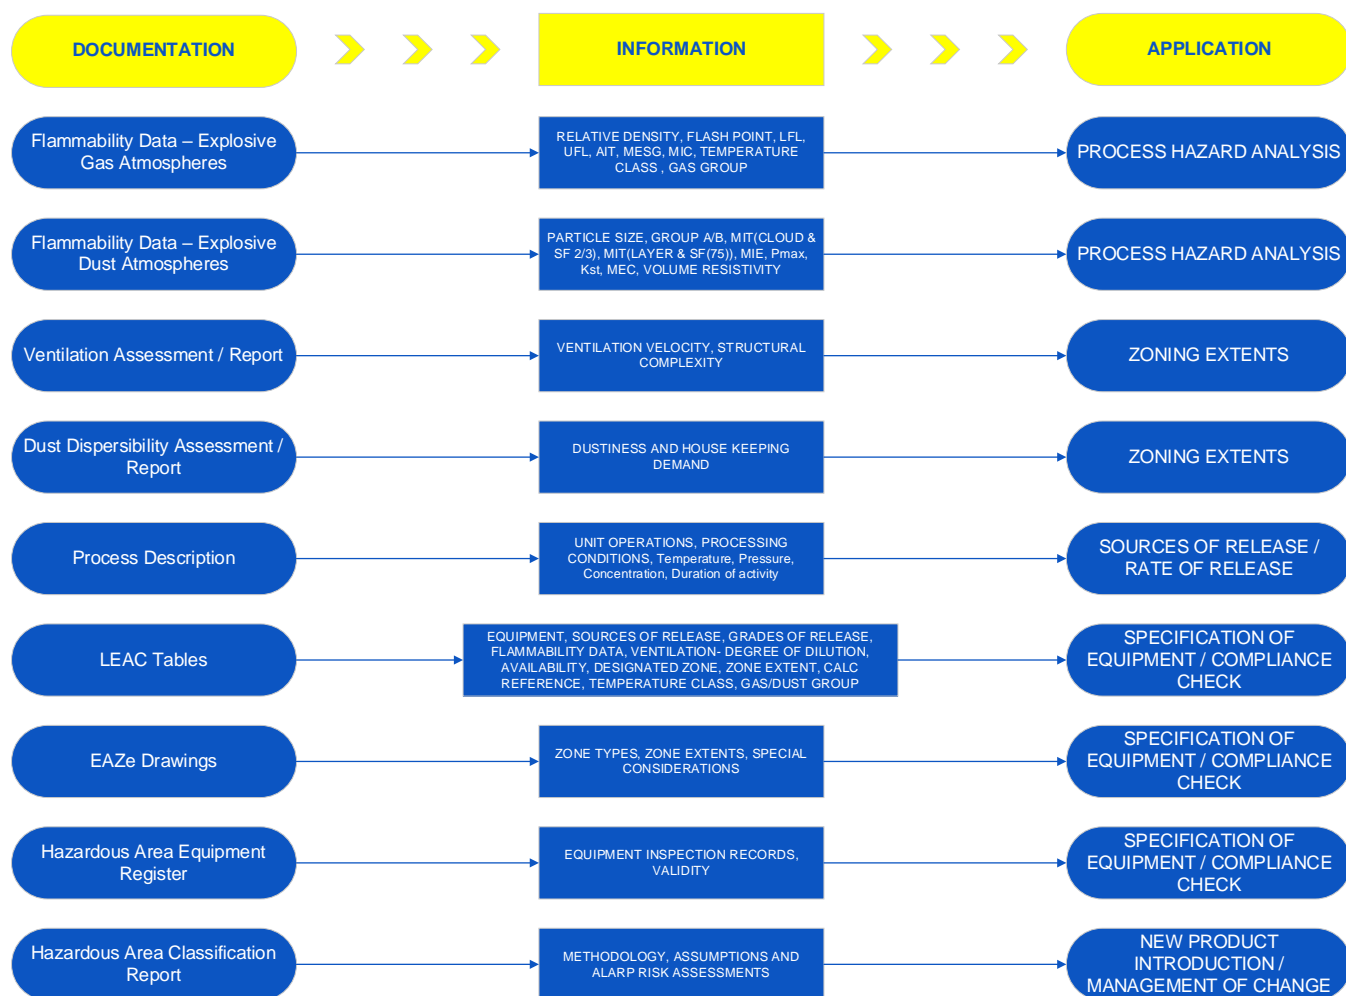 DOCUMENTATION
INFORMATION
APPLICATION
Flammability Data – Explosive
Gas Atmospheres
RELATIVE DENSITY, FLASH POINT, LFL,
UFL, AIT, MESG, MIC, TEMPERATURE
CLASS , GAS GROUP
PROCESS HAZARD ANALYSIS
Flammability Data – Explosive
Dust Atmospheres
PARTICLE SIZE, GROUP A/B, MIT(CLOUD &
SF 2/3), MIT(LAYER & SF(75)), MIE, Pmax,
Kst, MEC, VOLUME RESISTIVITY
PROCESS HAZARD ANALYSIS
Ventilation Assessment / Report
VENTILATION VELOCITY, STRUCTURAL
COMPLEXITY
ZONING EXTENTS
Dust Dispersibility Assessment /
Report
DUSTINESS AND HOUSE KEEPING
DEMAND
ZONING EXTENTS
Process Description
UNIT OPERATIONS, PROCESSING
CONDITIONS, Temperature, Pressure,
Concentration, Duration of activity
SOURCES OF RELEASE /
RATE OF RELEASE
LEAC Tables
EQUIPMENT, SOURCES OF RELEASE, GRADES OF RELEASE,
FLAMMABILITY DATA, VENTILATION- DEGREE OF DILUTION,
AVAILABILITY, DESIGNATED ZONE, ZONE EXTENT, CALC
REFERENCE, TEMPERATURE CLASS, GAS/DUST GROUP
SPECIFICATION OF
EQUIPMENT / COMPLIANCE
CHECK
EAZe Drawings
ZONE TYPES, ZONE EXTENTS, SPECIAL
CONSIDERATIONS
SPECIFICATION OF
EQUIPMENT / COMPLIANCE
CHECK
Hazardous Area Equipment
Register
EQUIPMENT INSPECTION RECORDS,
VALIDITY
SPECIFICATION OF
EQUIPMENT / COMPLIANCE
CHECK
Hazardous Area Classification
Report
METHODOLOGY, ASSUMPTIONS AND
ALARP RISK ASSESSMENTS
NEW PRODUCT
INTRODUCTION /
MANAGEMENT OF CHANGE